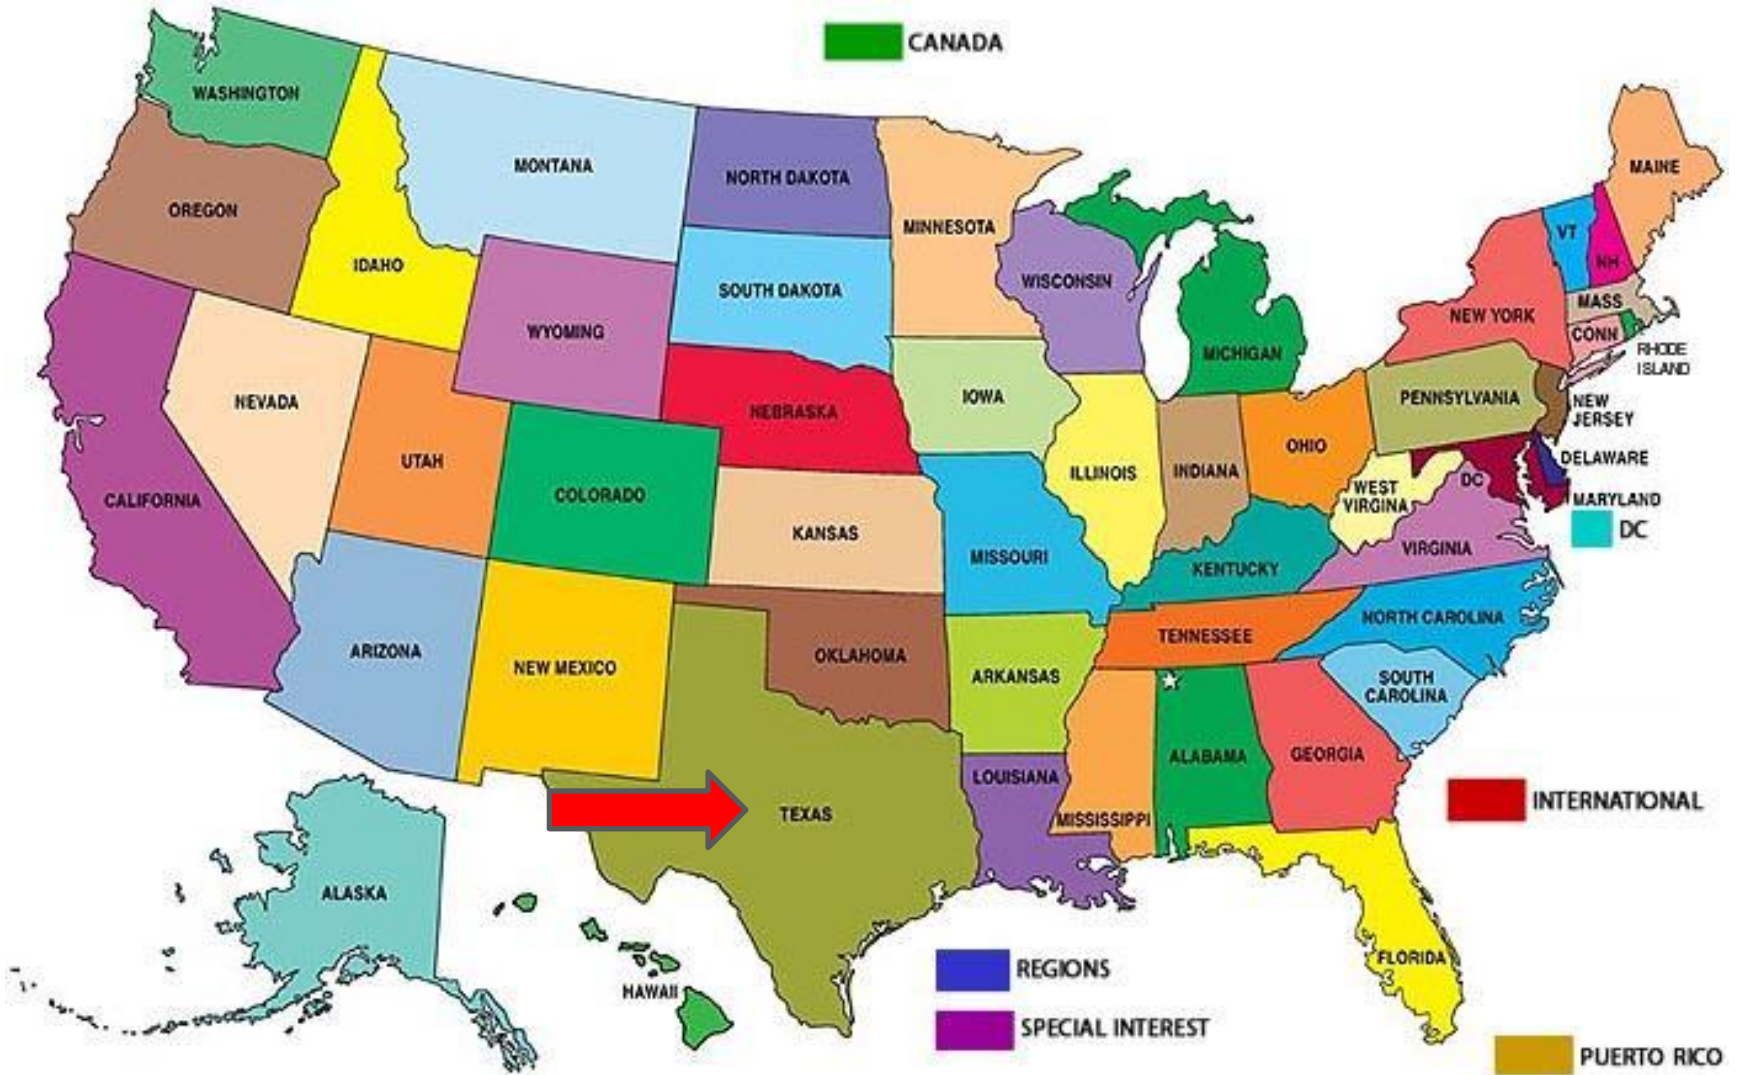 CANADA
WASHINGTON
MONTANA
NORTH DAKOTA
MAINE
OREGON
MINNESOTA
VT
NH
IDAHO
WISCONSIN
SOUTH DAKOTA
MASS
NEW YORK
WYOMING
CONN
RHODE
ISLAND
MICHIGAN
NEVADA
NEBRASKA
IOWA
PENNSYLVANIA
NEW
JERSEY
UTAH
OHIO
DELAWARE
CALIFORNIA
COLORADO
ILLINOIS
INDIANA
WEST
VIRGINA
DC
MARYLAND
DC
KANSAS
MISSOURI
VIRGINIA
KENTUCKY
NORTH CAROLINA
TEHNESSEE
ARIZONA
NEW MEXICO
OKLAHOMA
ARKANSAS
SOUTH
CAROLINA
ALABAMA
GEORGIA
LOUISIANA
TEXAS
MISSISSIPPI
INTERNATIONAL
ALASKA
FLORIDA
HAWAII
REGIONS
SPECIAL INTEREST
PUERTO RICO